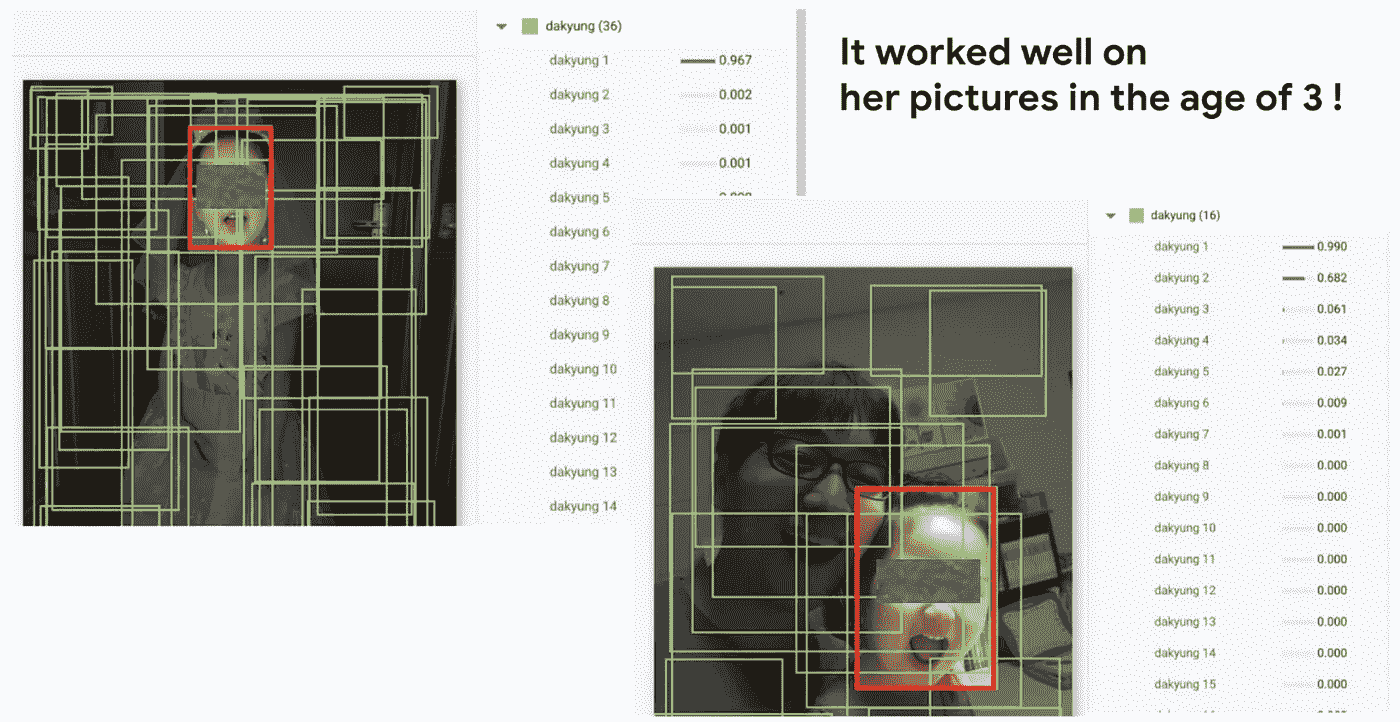 dakyung (36)
dakyung 1 0.967
dakyung 2 0.002
dakyung 3 0.001
dakyung 4 0.001
dakyung 5
dakyung 6
dakyung 7
dakyung 8
dakyung 9
dakyung 10
dakyung 11
dakyung 12
dakyung 13
dakyung 14
It worked well on
her pictures in the age of 3 !
dakyung (16)
dakyung 1 0.990
dakyung 2 0.682
dakyung 3 0.061
dakyung 4 0.034
dakyung 5 0.027
dakyung 6 0.009
dakyung 7 0.001
dakyung 8 0.000
dakyung 9 0.000
dakyung 10 0.000
dakyung 11 0.000
dakyung 12 0.000
dakyung 13 0.000
dakyung 14 0.000
dakyung 15 0.000